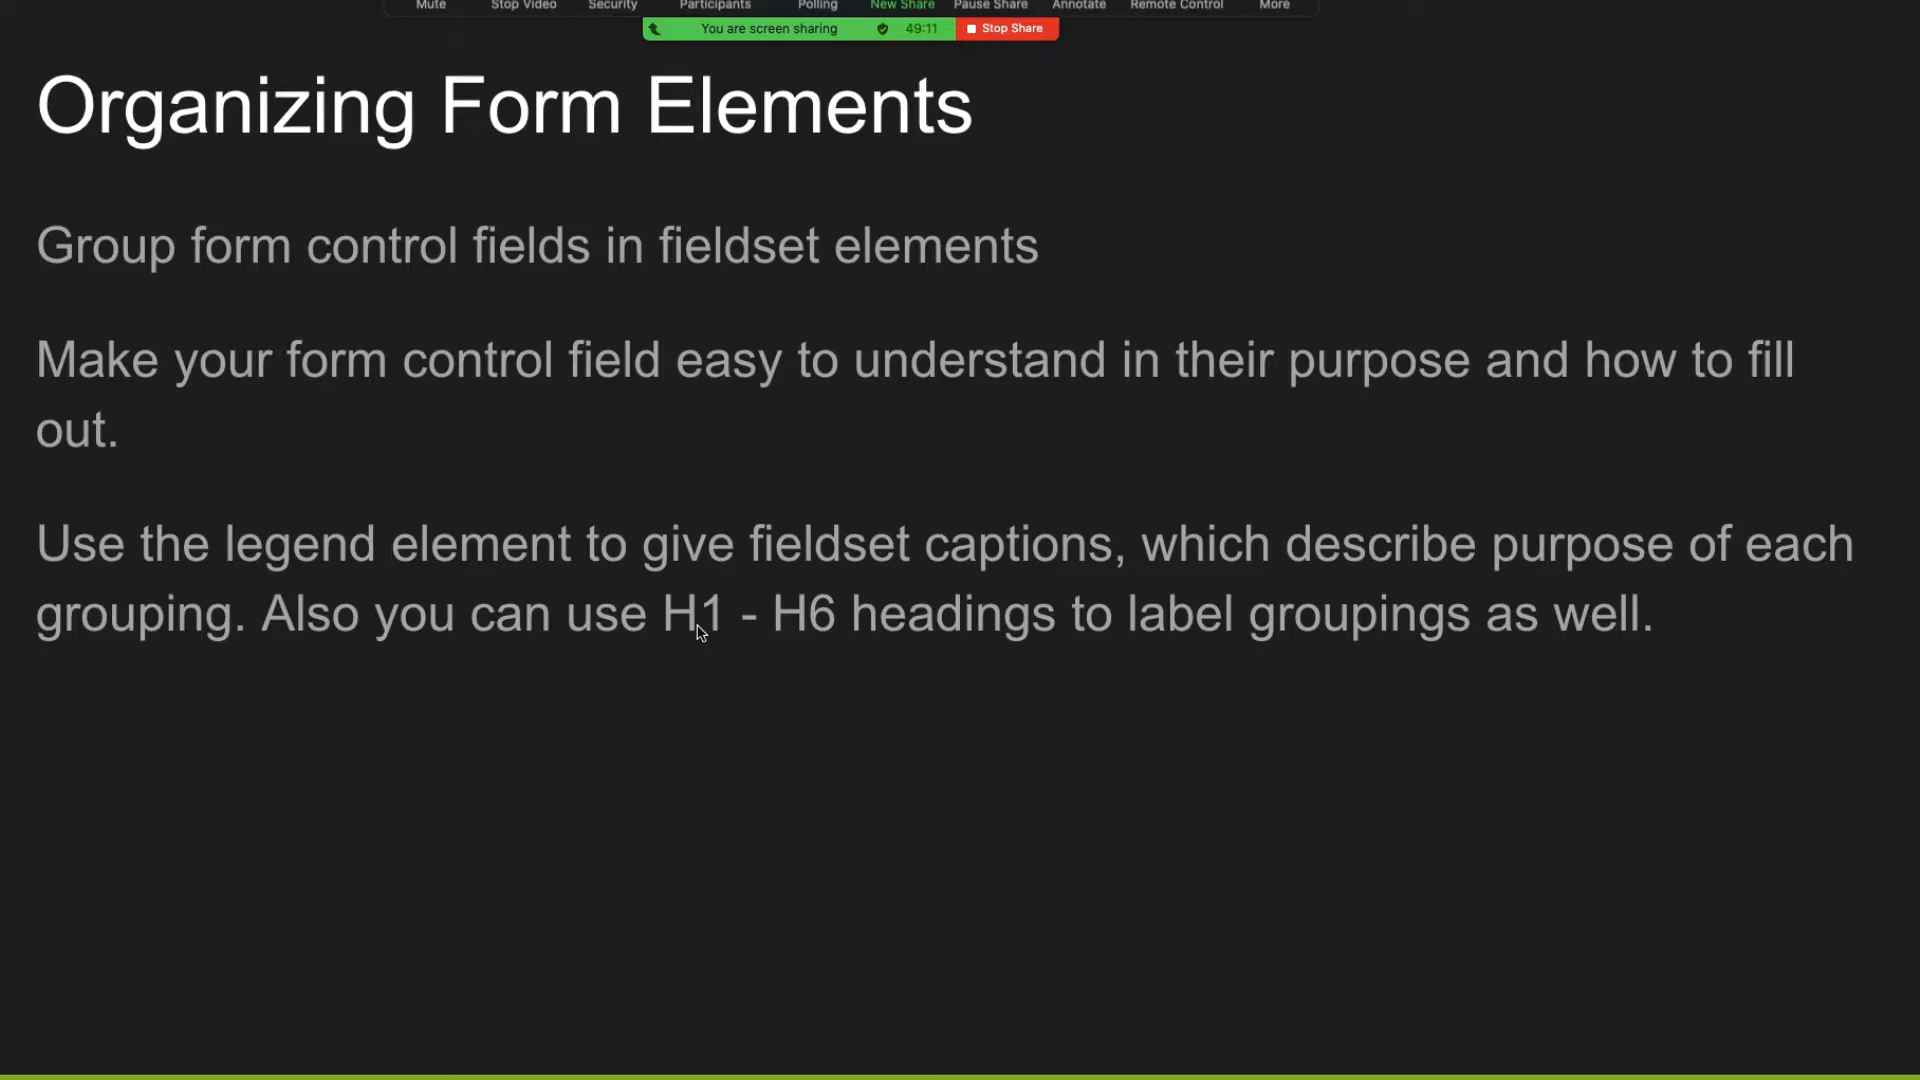 Mute Stop Video Security Participants Polling New Share Pause Share Annotate Remote Control More
You are screen sharing 49:11 Stop Share
Organizing Form Elements
Group form control fields in fieldset elements
Make your form control field easy to understand in their purpose and how to fill
out.
Use the legend element to give fieldset captions, which describe purpose of each
grouping. Also you can use H1 - H6 headings to label groupings as well.